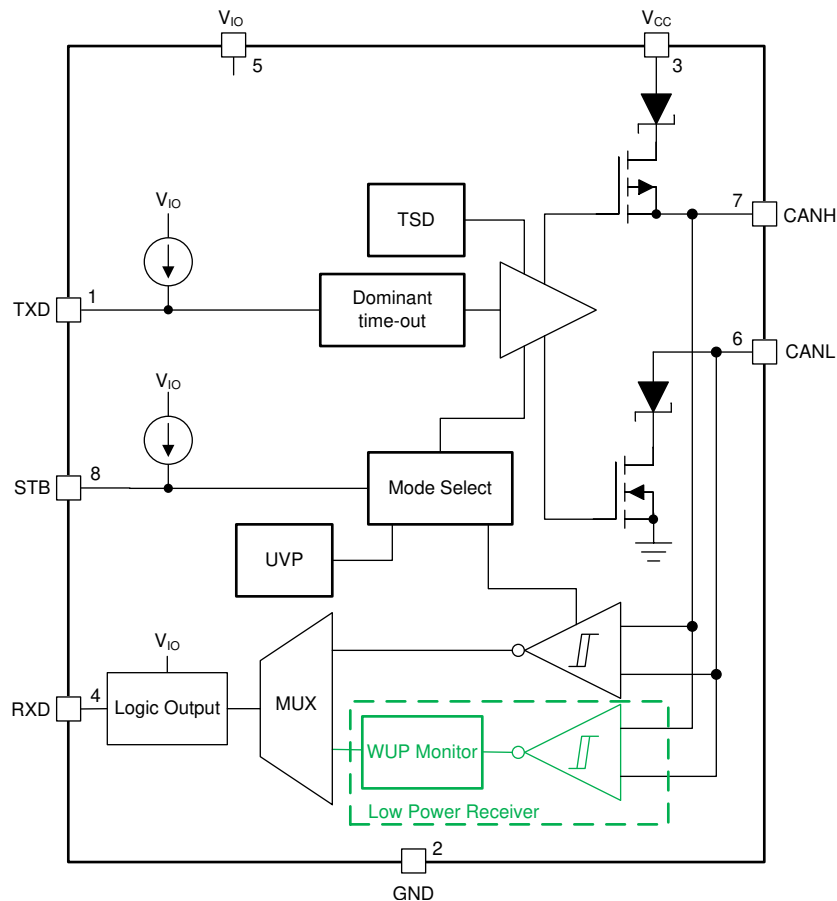 VIO
VCC
5
3
VIO
TSD
7
CANH
1
TXD
Dominant
time-out
6
CANL
VIO
8
STB
Mode Select
UVP
VIO
4
RXD
Logic Output
MUX
WUP Monitor
Low Power Receiver
2
GND